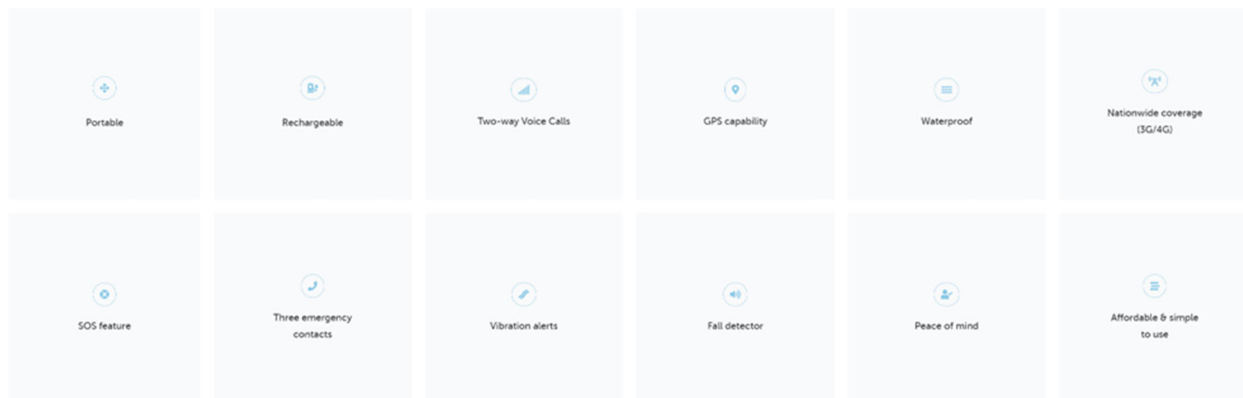 Portable
Rechargeable
Two-way Voice Calls
GPS capability
Waterproof
Nationwide coverage
(3G/4G)
SOS feature
Three emergency
contacts
Vibration alerts
Fall detector
Peace of mind
Affordable & simple
to use